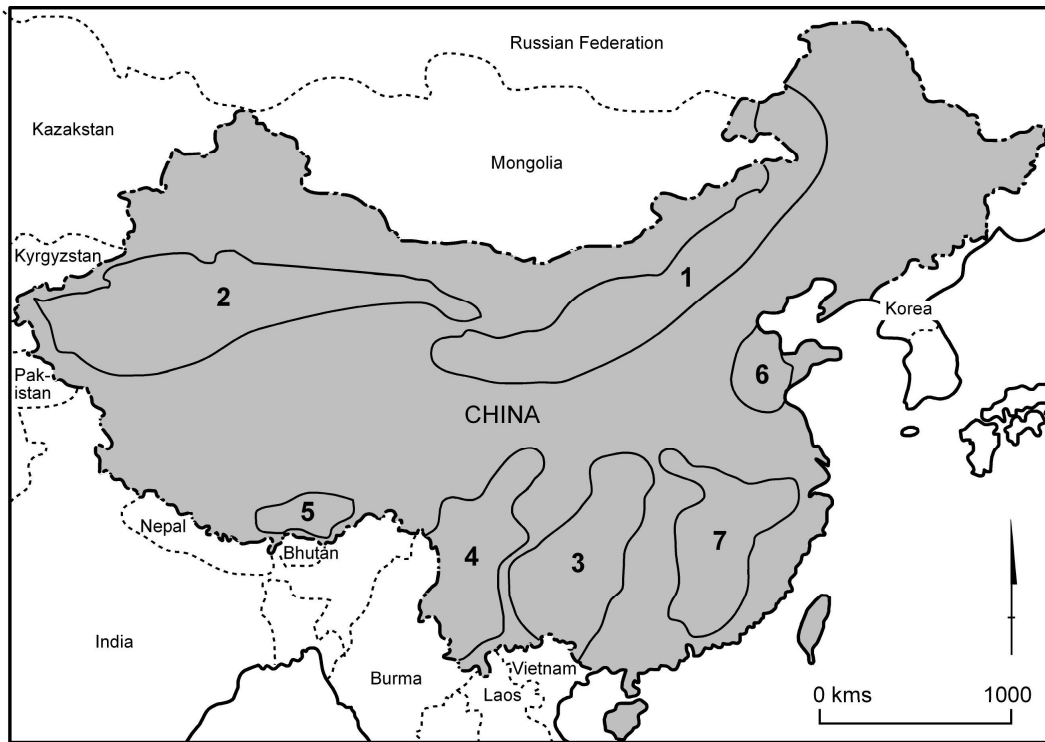 Russian Federation
Kazakstan
Mongolia
Kyrgyzstan
2
1
Korea
Pak-
istan
6
CHINA
5
Nepal
Bhután
4
3
7
India
Burma
Vietnam
Laos
0 kms 1000